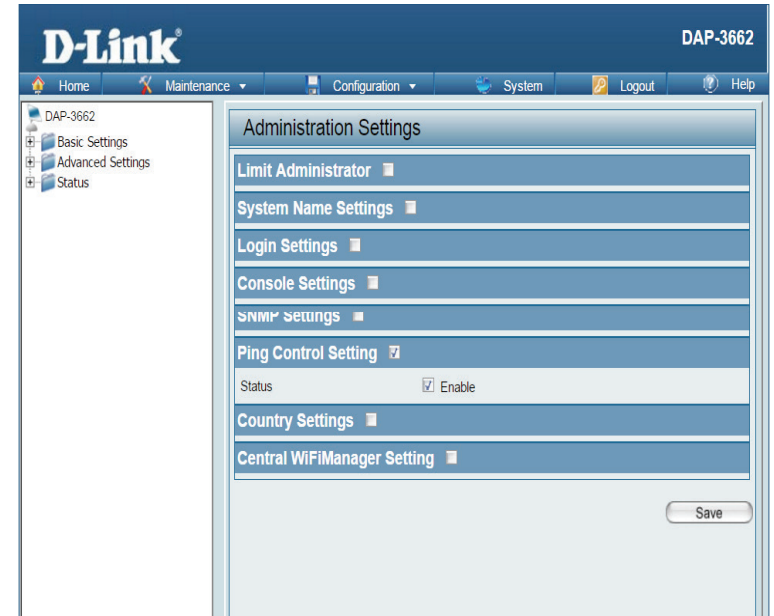 D-Link®
DAP-3662
Home
Maintenance
Configuration
System
Logout
Help
DAP-3662
Basic Settings
Advanced Settings
Status
Administration Settings
Limit Administrator
System Name Settings
Login Settings
Console Settings
SNMP Settings
Ping Control Setting
Status Enable
Country Settings
Central WiFiManager Setting
Save